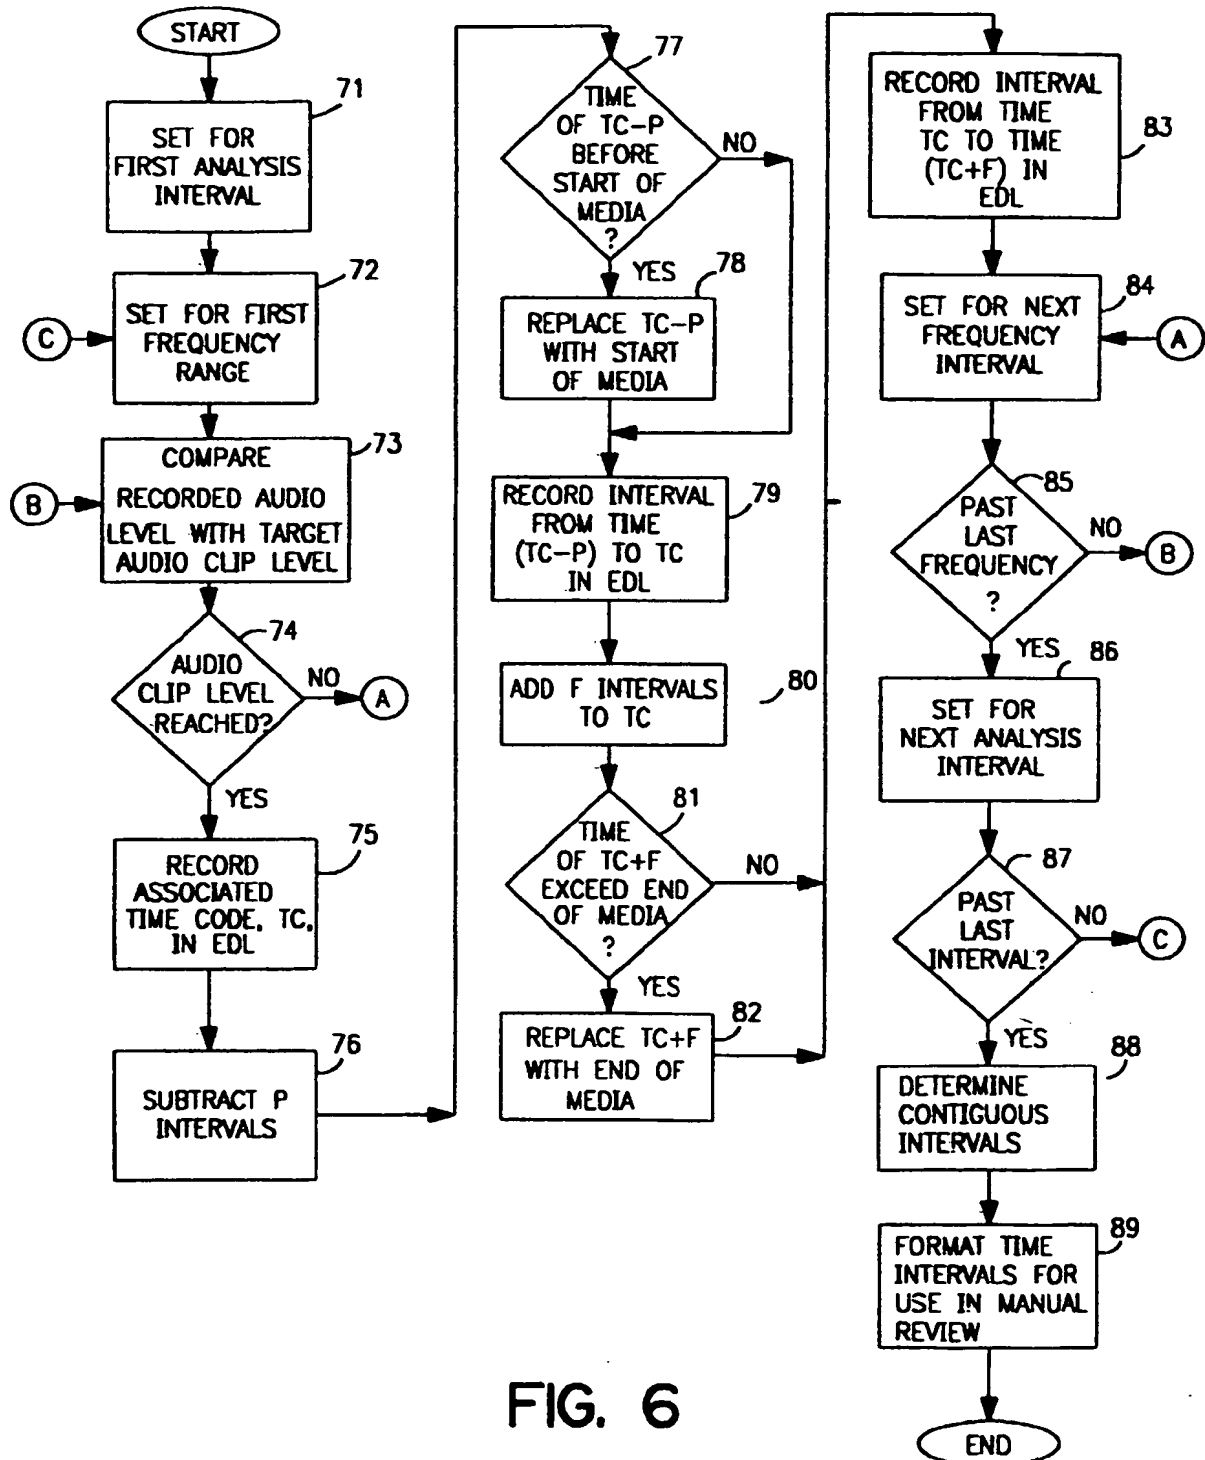 START
71
SET FOR
FIRST ANALYSIS
INTERVAL
72
C
SET FOR FIRST
FREQUENCY
RANGE
73
B
COMPARE
RECORDED AUDIO
LEVEL WITH TARGET
AUDIO CLIP LEVEL
74
AUDIO
CLIP LEVEL
REACHED?
NO
A
YES
75
RECORD
ASSOCIATED
TIME CODE, TC,
IN EDL
76
SUBTRACT P
INTERVALS
77
TIME
OF TC-P
BEFORE
START OF
MEDIA
?
NO
YES
78
REPLACE TC-P
WITH START
OF MEDIA
79
RECORD INTERVAL
FROM TIME
(TC-P) TO TC
IN EDL
80
ADD F INTERVALS
TO TC
81
TIME
OF TC+F
EXCEED END
OF MEDIA
?
NO
YES
82
REPLACE TC+F
WITH END OF
MEDIA
83
RECORD INTERVAL
FROM TIME
TC TO TIME
(TC+F) IN
EDL
84
SET FOR NEXT
FREQUENCY
INTERVAL
A
85
PAST
LAST
FREQUENCY
?
NO
B
YES
86
SET FOR
NEXT ANALYSIS
INTERVAL
87
PAST
LAST
INTERVAL?
NO
C
YES
88
DETERMINE
CONTIGUOUS
INTERVALS
89
FORMAT TIME
INTERVALS FOR
USE IN MANUAL
REVIEW
END
FIG. 6